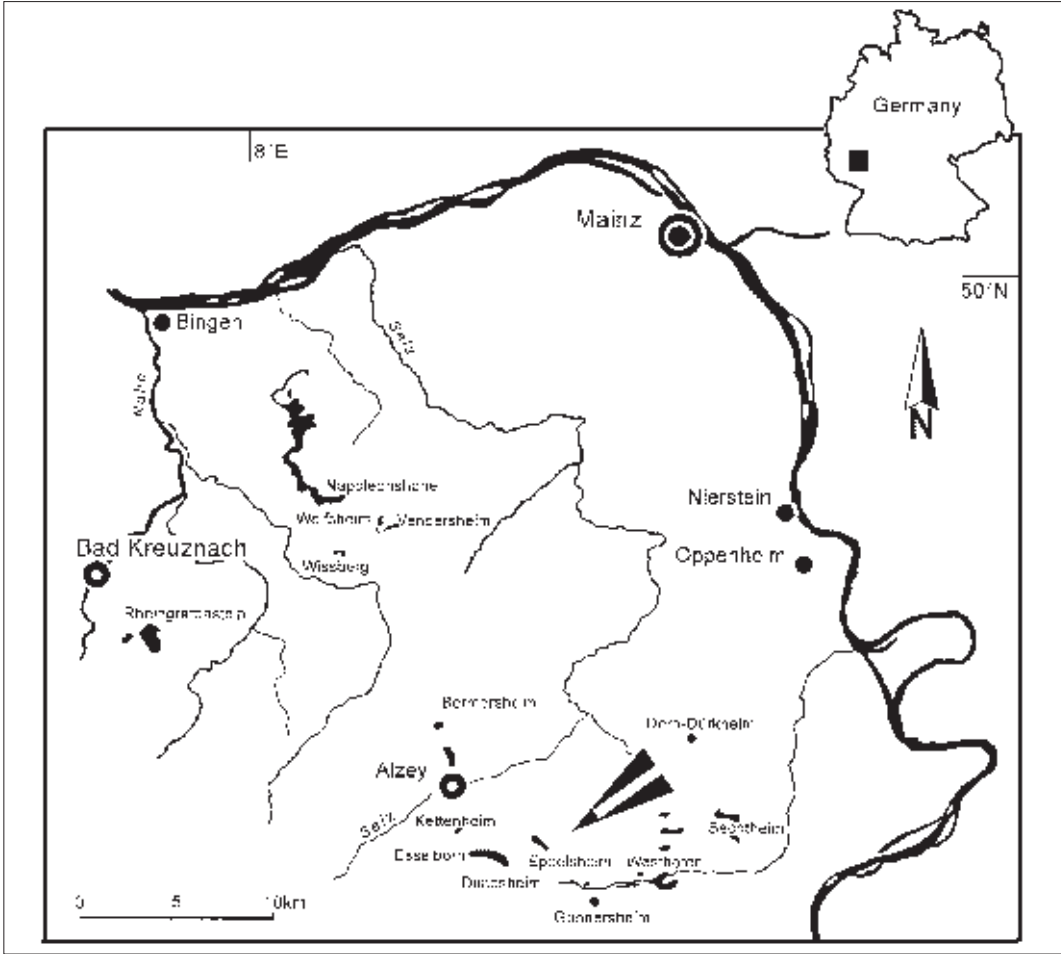 Germany
8°E
Mainz
50°N
Bingen
Selz
Nahe
N
Napoleonshöhe
Nierstein
Wolfsheim
Vendersheim
Bad Kreuznach
Wissberg
Oppenheim
Rheingrafenstein
Bermersheim
Dorn-Dürkheim
Alzey
Selz
Kettenheim
Bechtheim
Esselborn
Eppelsheim
Westhofen
Gundersheim
0 5 10km